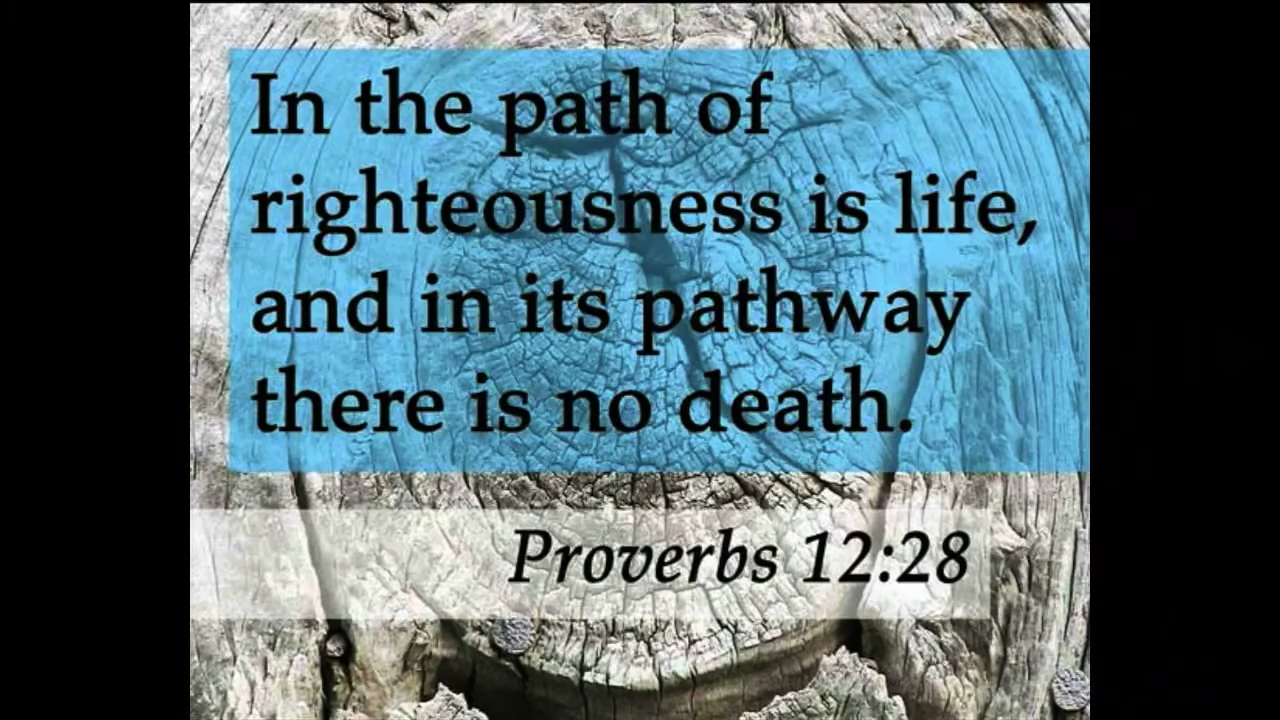 In the path of
righteousness is life,
and in its pathway
there is no death.
Proverbs 12:28